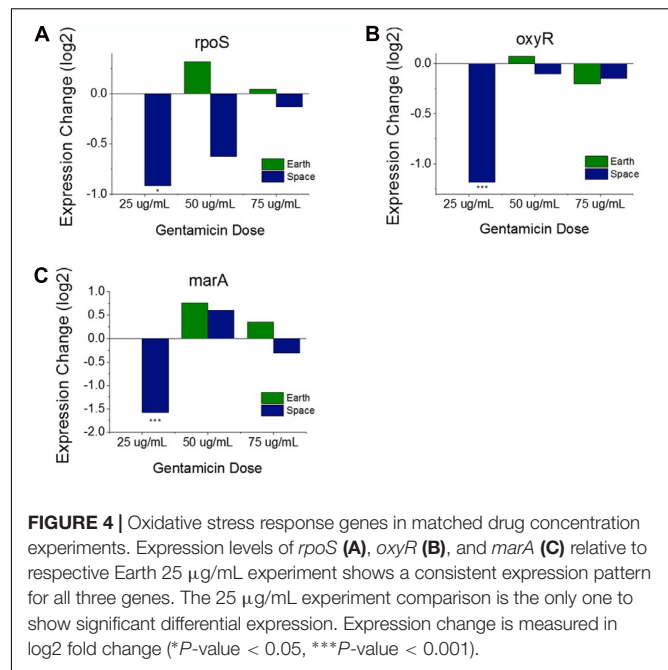 A
rpoS
Expression Change (log2)
0.0
-0.5
-1.0
*
Earth
Space
25 ug/mL 50 ug/mL 75 ug/mL
Gentamicin Dose
B
oxyR
Expression Change (log2)
0.0
-0.5
-1.0
***
Earth
Space
25 ug/mL 50 ug/mL 75 ug/mL
Gentamicin Dose
C
marA
Expression Change (log2)
1.0
0.5
0.0
-0.5
-1.0
-1.5
-2.0
***
Earth
Space
25 ug/mL 50 ug/mL 75 ug/mL
Gentamicin Dose
FIGURE 4 | Oxidative stress response genes in matched drug concentration
experiments. Expression levels of rpoS (A), oxyR (B), and marA (C) relative to
respective Earth 25 μg/mL experiment shows a consistent expression pattern
for all three genes. The 25 μg/mL experiment comparison is the only one to
show significant differential expression. Expression change is measured in
log2 fold change (*P-value < 0.05, ***P-value < 0.001).